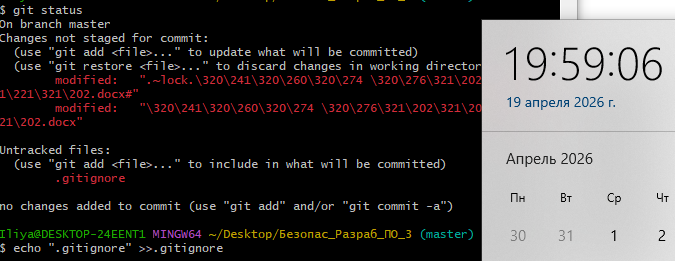 $ git status
On branch master
Changes not staged for commit:
  (use "git add <file>..." to update what will be committed)
  (use "git restore <file>..." to discard changes in working director
        modified:   ".~lock.\320\241\320\260\320\274 \320\276\321\202
1\221\321\202.docx#"
        modified:   "\320\241\320\260\320\274 \320\276\321\202\321\20
21\202.docx"
Untracked files:
  (use "git add <file>..." to include in what will be committed)
        .gitignore
no changes added to commit (use "git add" and/or "git commit -a")
Iliya@DESKTOP-24EENT1 MINGW64 ~/Desktop/Безопас_Разраб_ПО_3 (master)
$ echo ".gitignore" >>.gitignore
19:59:06
19 апреля 2026 г.
Апрель 2026
Пн Вт Ср Чт
30 31 1 2